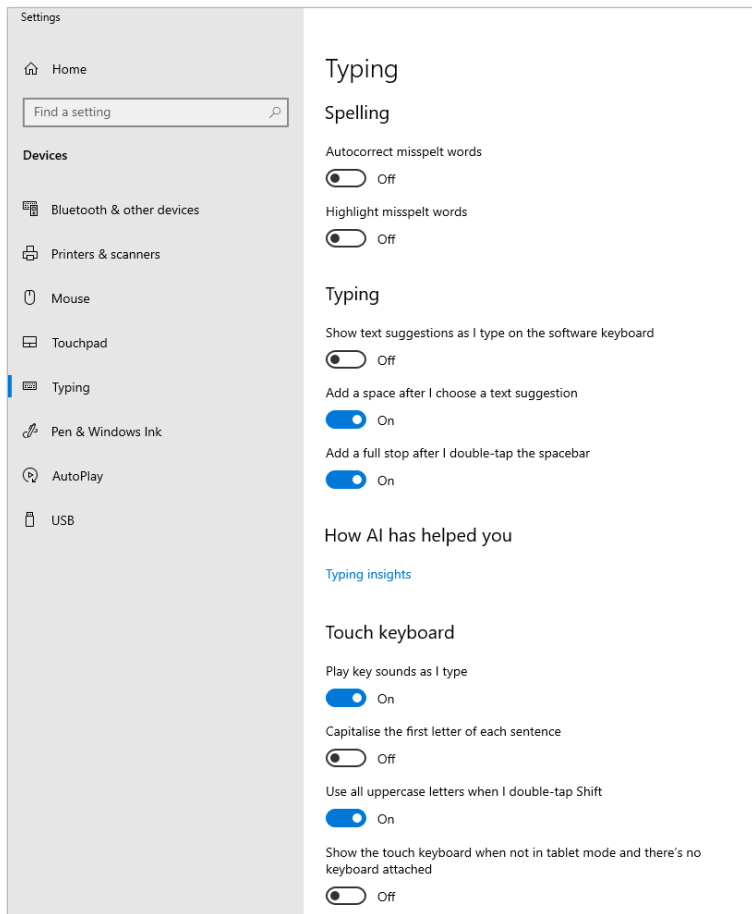 Settings
Home
Find a setting
Devices
Bluetooth & other devices
Printers & scanners
Mouse
Touchpad
Typing
Pen & Windows Ink
AutoPlay
USB
Typing
Spelling
Autocorrect misspelt words
Off
Highlight misspelt words
Off
Typing
Show text suggestions as I type on the software keyboard
Off
Add a space after I choose a text suggestion
On
Add a full stop after I double-tap the spacebar
On
How AI has helped you
Typing insights
Touch keyboard
Play key sounds as I type
On
Capitalise the first letter of each sentence
Off
Use all uppercase letters when I double-tap Shift
On
Show the touch keyboard when not in tablet mode and there's no
keyboard attached
Off